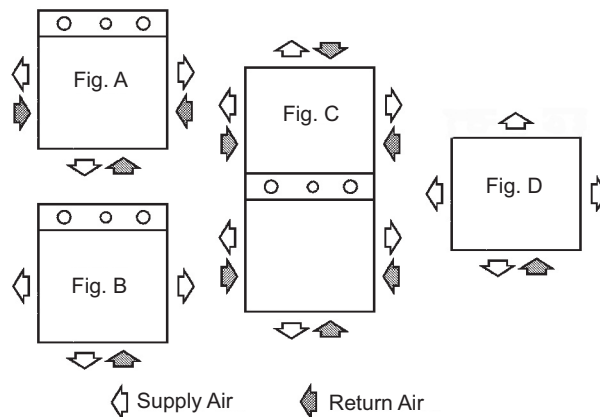 Fig. A
Fig. C
Fig. D
Fig. B
Supply Air
Return Air